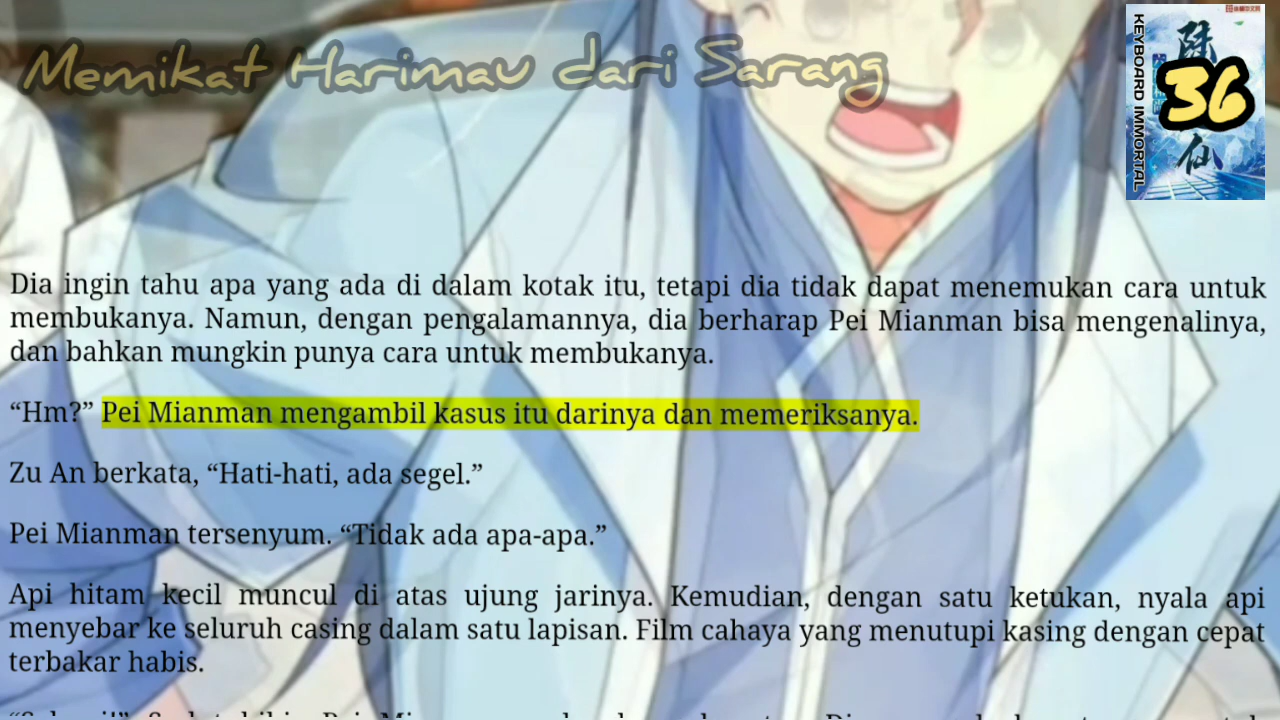 Memikat Harimau dari Sarang
KEYBOARD IMMORTAL
陸
36
仙
Dia ingin tahu apa yang ada di dalam kotak itu, tetapi dia tidak dapat menemukan cara untuk
membukanya. Namun, dengan pengalamannya, dia berharap Pei Mianman bisa mengenalinya,
dan bahkan mungkin punya cara untuk membukanya.
“Hm?” Pei Mianman mengambil kasus itu darinya dan memeriksanya.
Zu An berkata, “Hati-hati, ada segel.”
Pei Mianman tersenyum. “Tidak ada apa-apa.”
Api hitam kecil muncul di atas ujung jarinya. Kemudian, dengan satu ketukan, nyala api
menyebar ke seluruh casing dalam satu lapisan. Film cahaya yang menutupi kasing dengan cepat
terbakar habis.